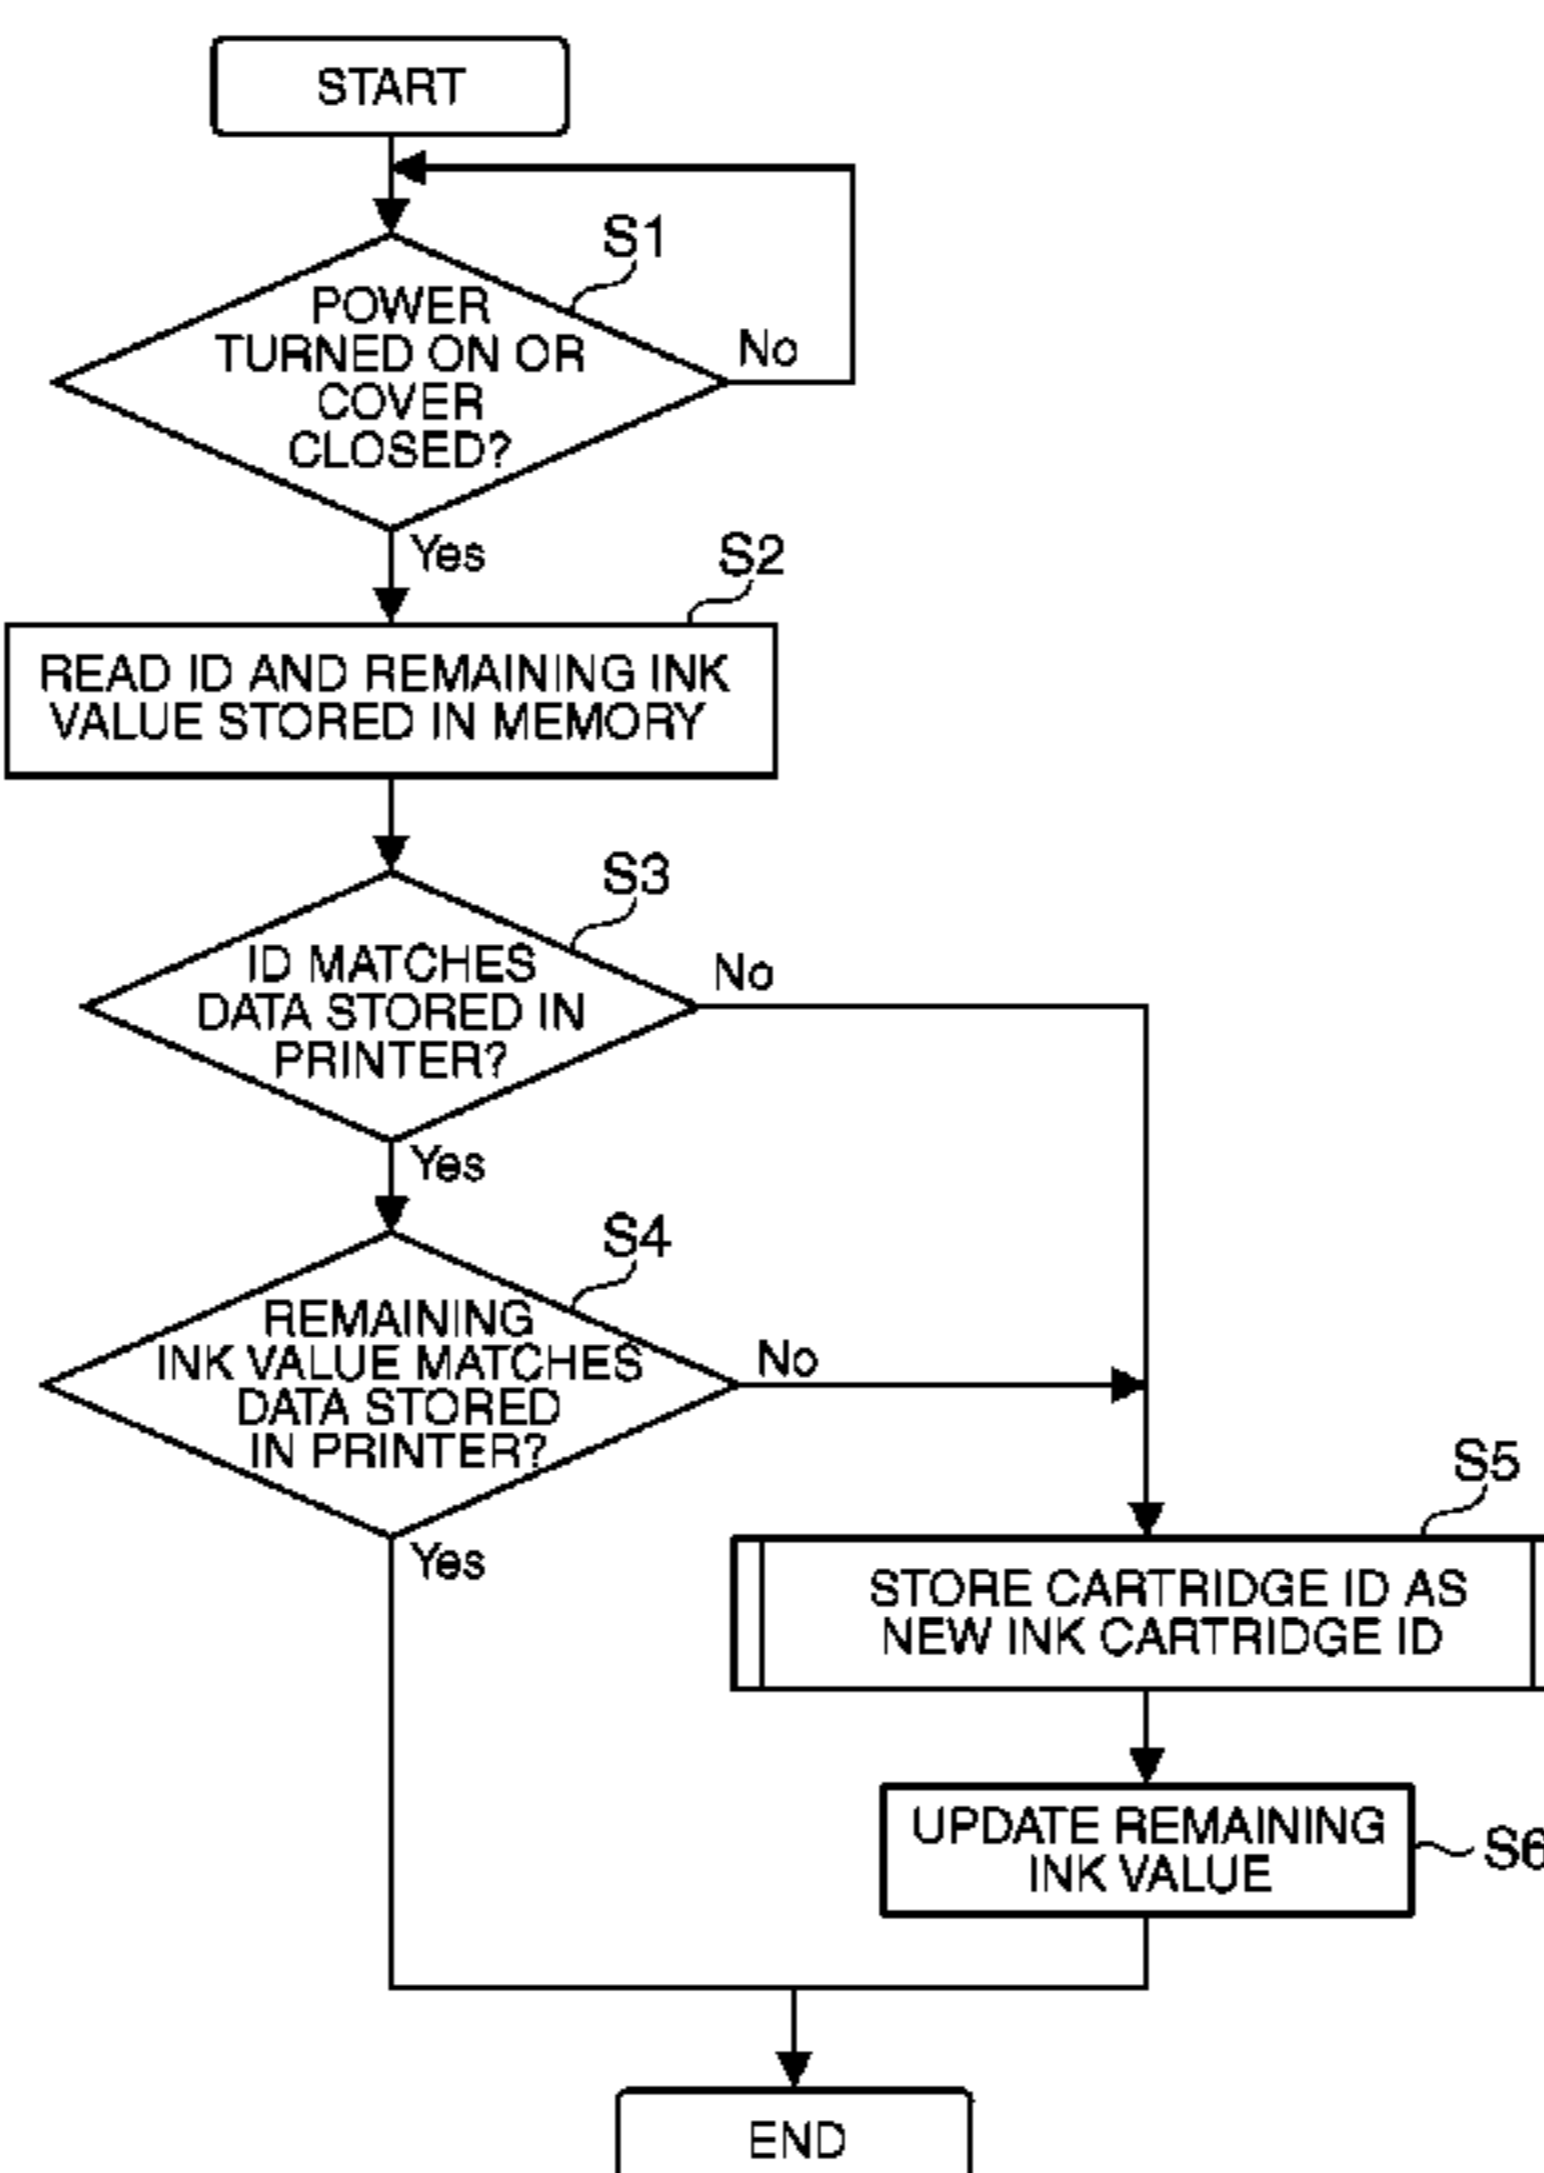 START
S1
POWER
TURNED ON OR
COVER
CLOSED?
No
Yes
S2
READ ID AND REMAINING INK
VALUE STORED IN MEMORY
S3
ID MATCHES
DATA STORED IN
PRINTER?
No
Yes
S4
REMAINING
INK VALUE MATCHES
DATA STORED
IN PRINTER?
No
Yes
S5
STORE CARTRIDGE ID AS
NEW INK CARTRIDGE ID
UPDATE REMAINING
INK VALUE
S6
END